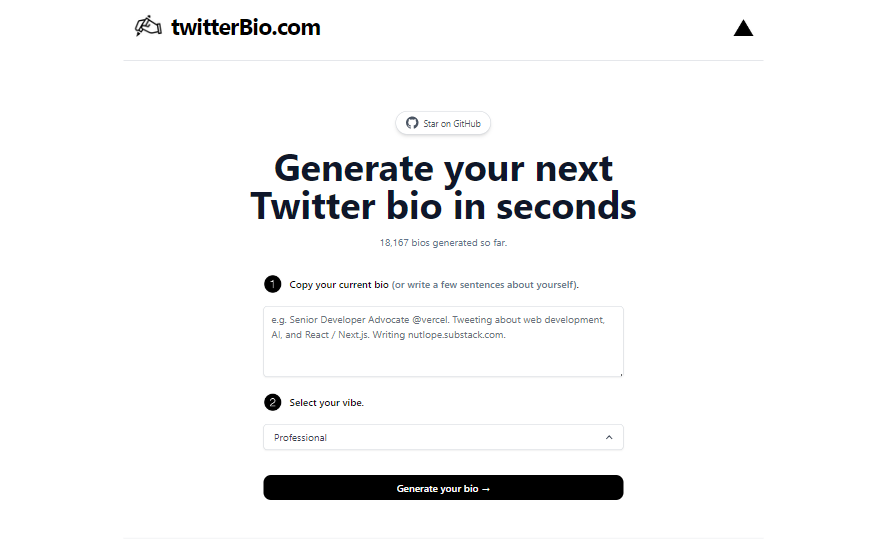 twitterBio.com
Star on GitHub
Generate your next
Twitter bio in seconds
18,167 bios generated so far.
1 Copy your current bio (or write a few sentences about yourself).
e.g. Senior Developer Advocate @vercel. Tweeting about web development,
AI, and React / Next.js. Writing nutlope.substack.com.
2 Select your vibe.
Professional
Generate your bio →